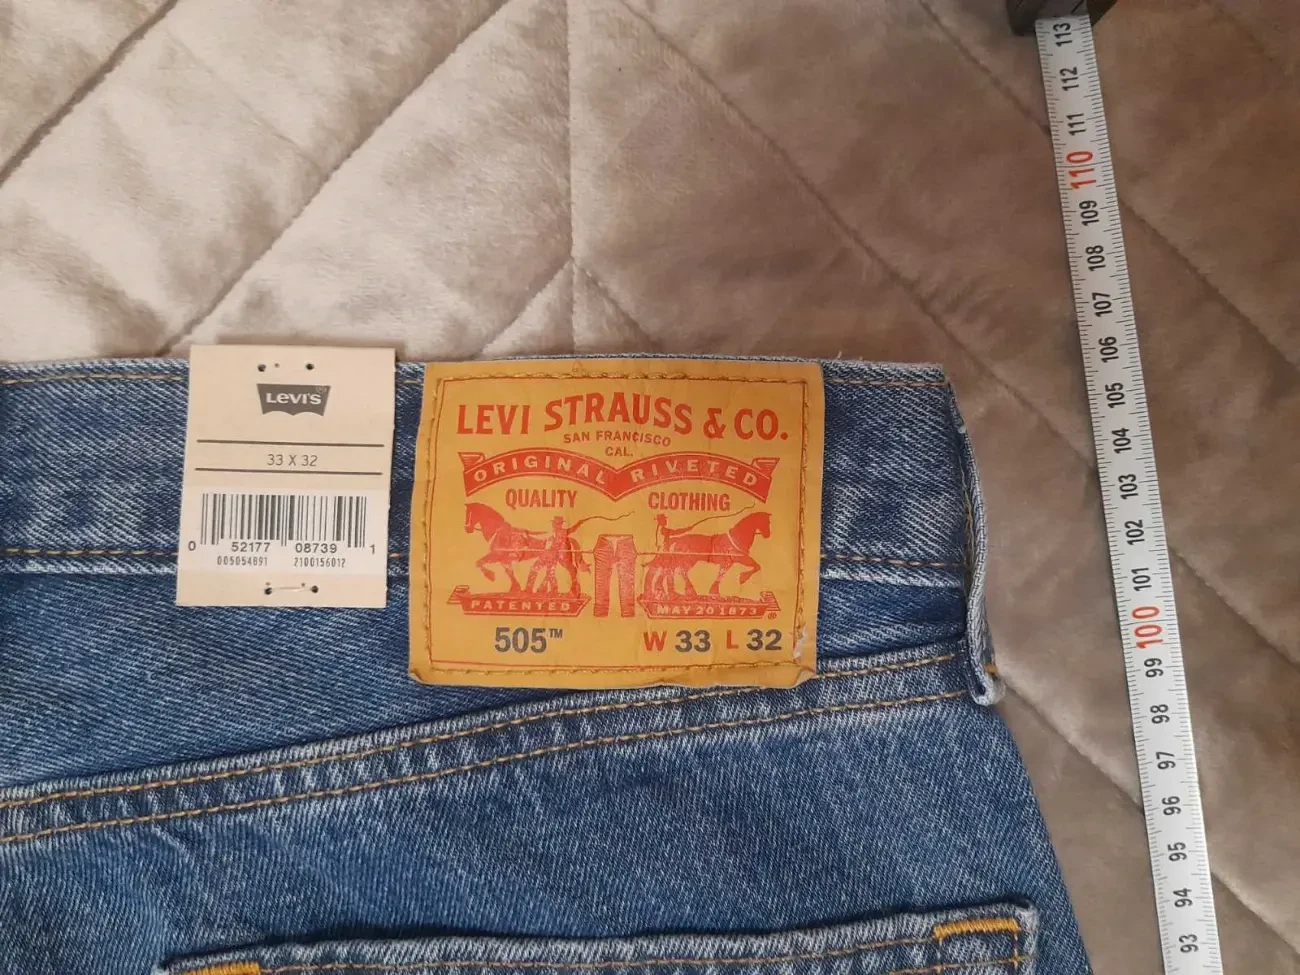 113
112
111
110
109
108
107
106
105
104
103
102
101
100
99
98
97
96
95
94
93
LEVI'S
33 X 32
0 52177 08739 1
005054891 2100156012
LEVI STRAUSS & CO.
SAN FRANCISCO
CAL.
ORIGINAL RIVETED
QUALITY CLOTHING
PATENTED MAY 20 1873 ®
505™ W 33 L 32